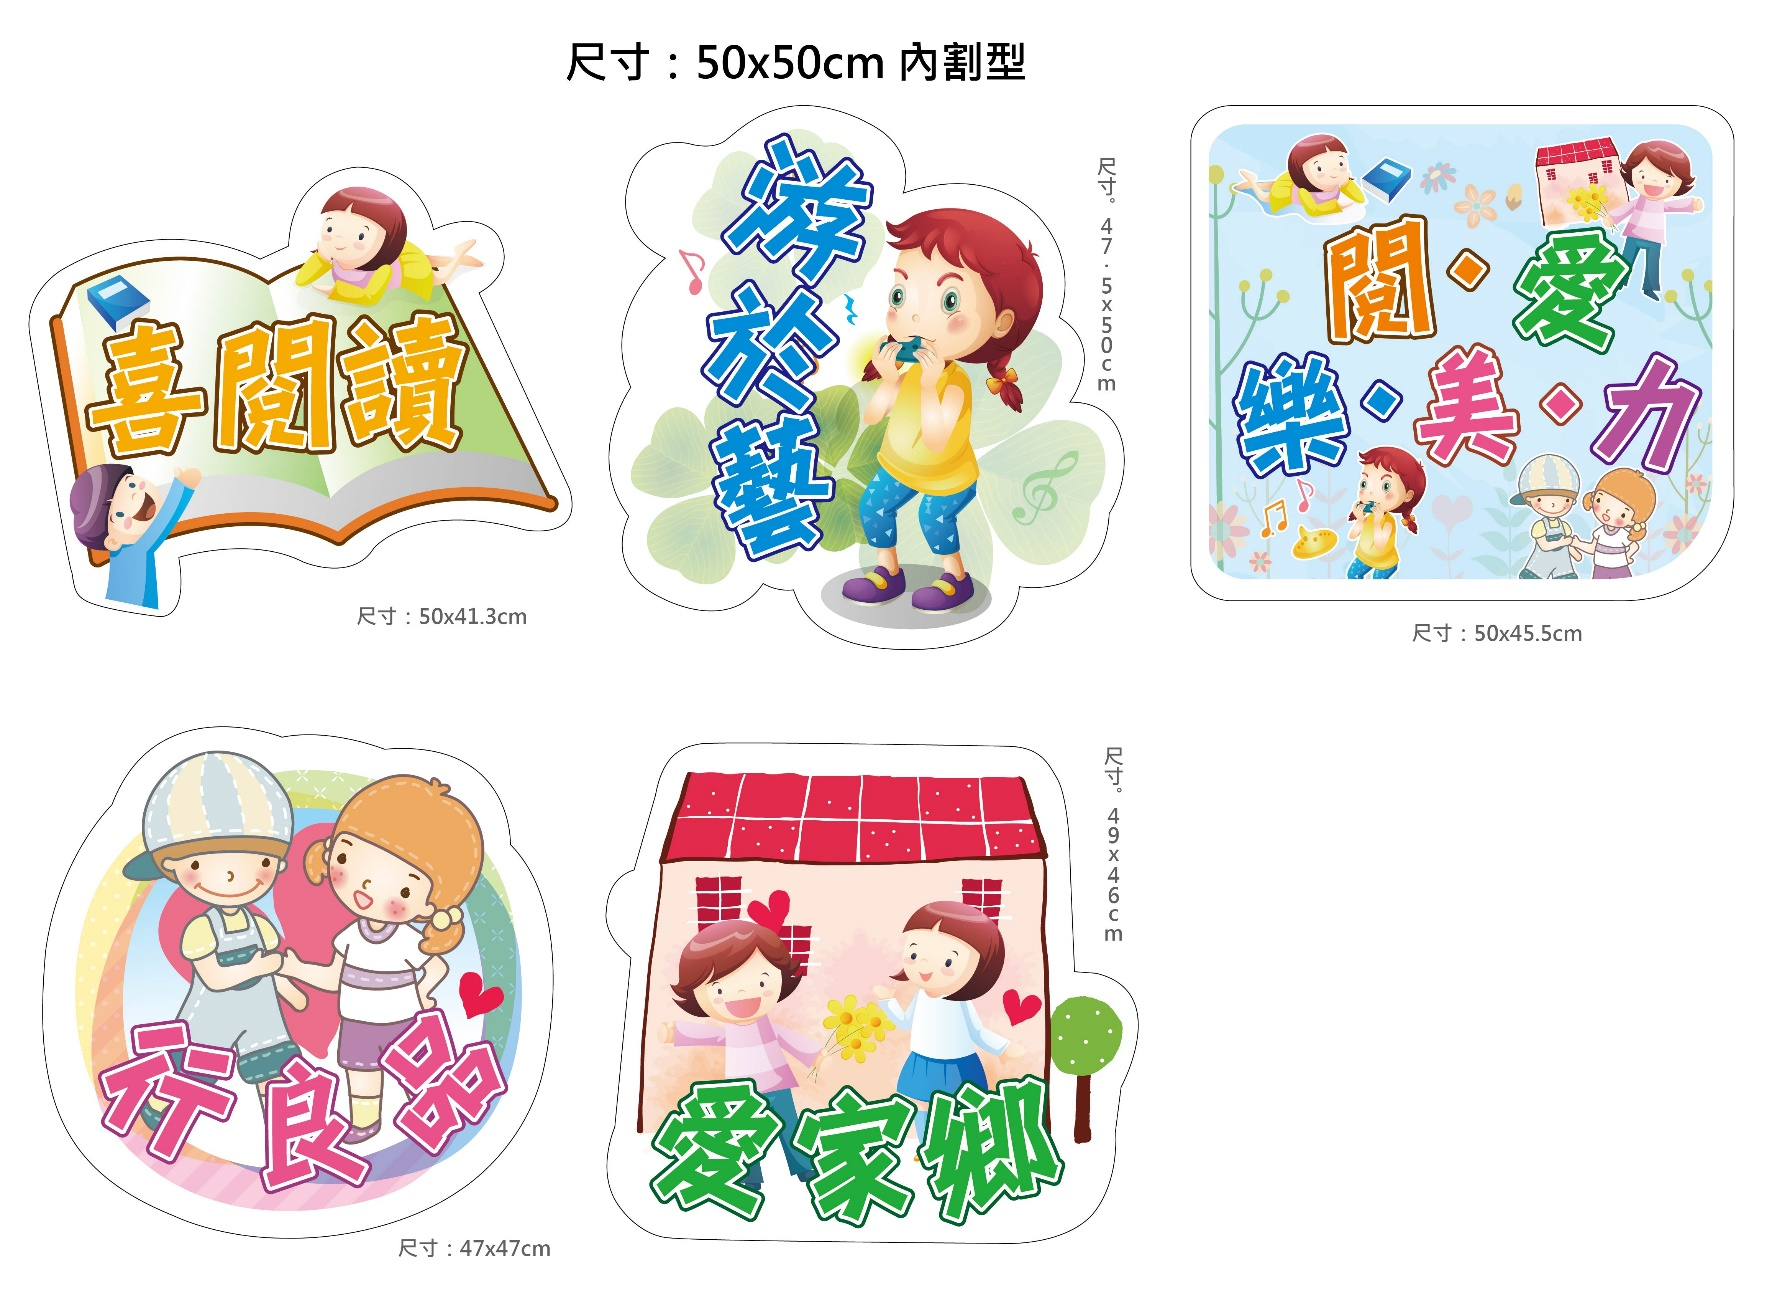 尺寸：50x50cm 內割型
喜閱讀
尺寸：50x41.3cm
游於藝
尺寸。47.5x50cm
閱·愛
樂·美·力
尺寸：50x45.5cm
行良品
尺寸：47x47cm
愛家鄉
尺寸。49x46cm